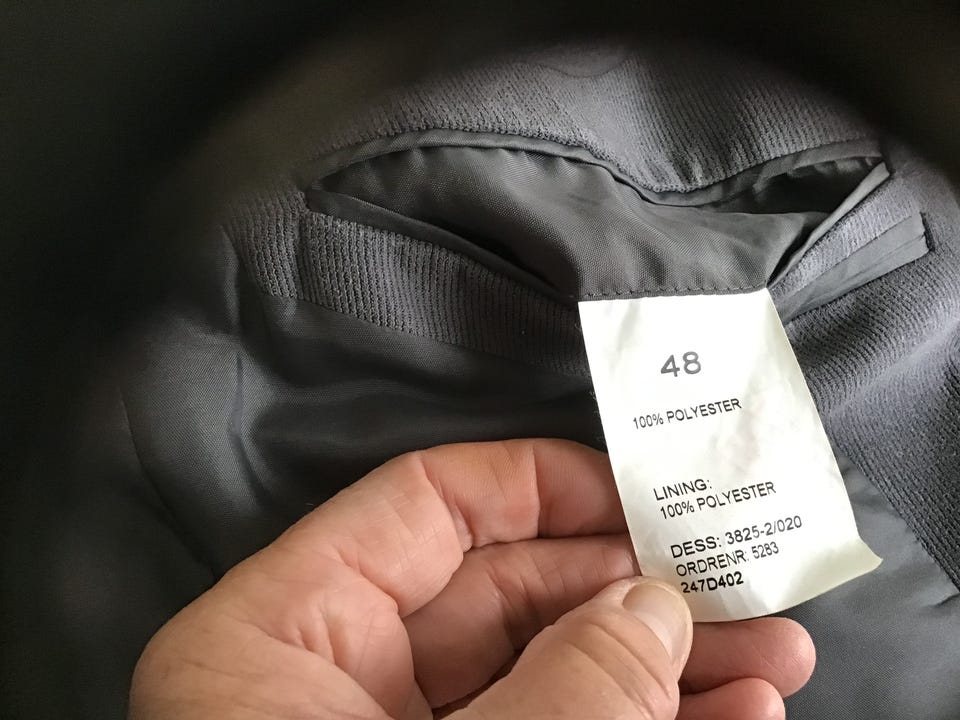 48
100% POLYESTER
LINING:
100% POLYESTER
DESS: 3825-2/020
ORDRENR: 5283
247D402